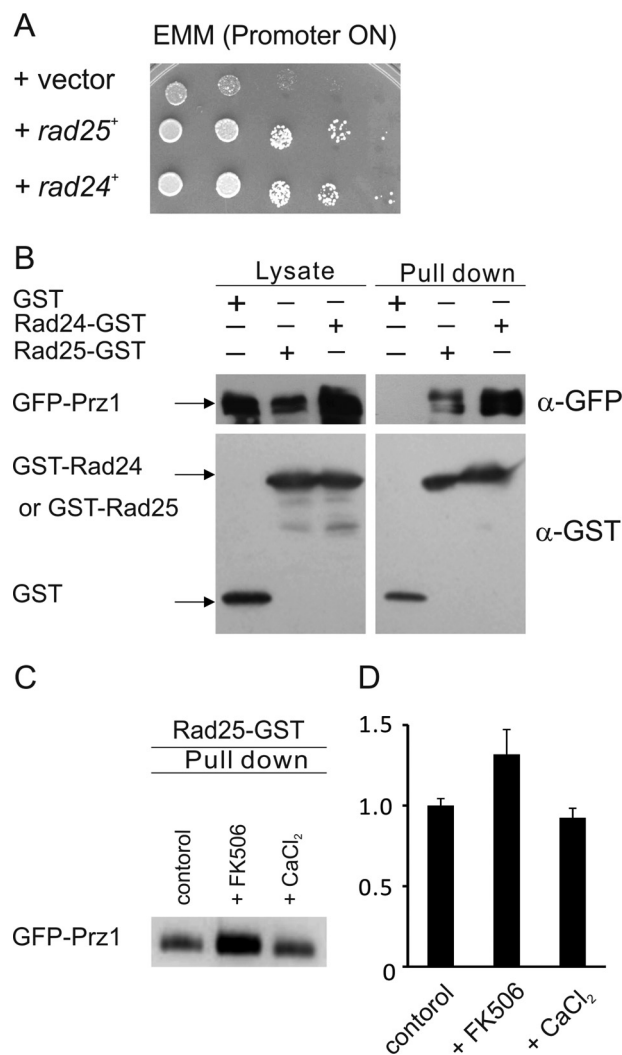 A
EMM (Promoter ON)
+ vector
+ rad25+
+ rad24+
B
Lysate Pull down
GST + – – + – –
Rad24-GST – – + – – +
Rad25-GST – + – – + –
GFP-Prz1 α-GFP
GST-Rad24
or GST-Rad25
α-GST
GST
C
Rad25-GST
Pull down
contorol
+ FK506
+ CaCl₂
GFP-Prz1
D
1.5
1.0
0.5
0
contorol
+ FK506
+ CaCl₂